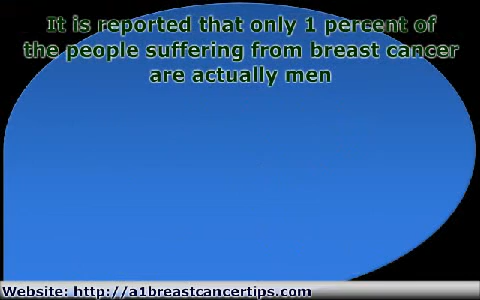 It is reported that only 1 percent of
the people suffering from breast cancer
are actually men
Website: http://a1breastcancertips.com